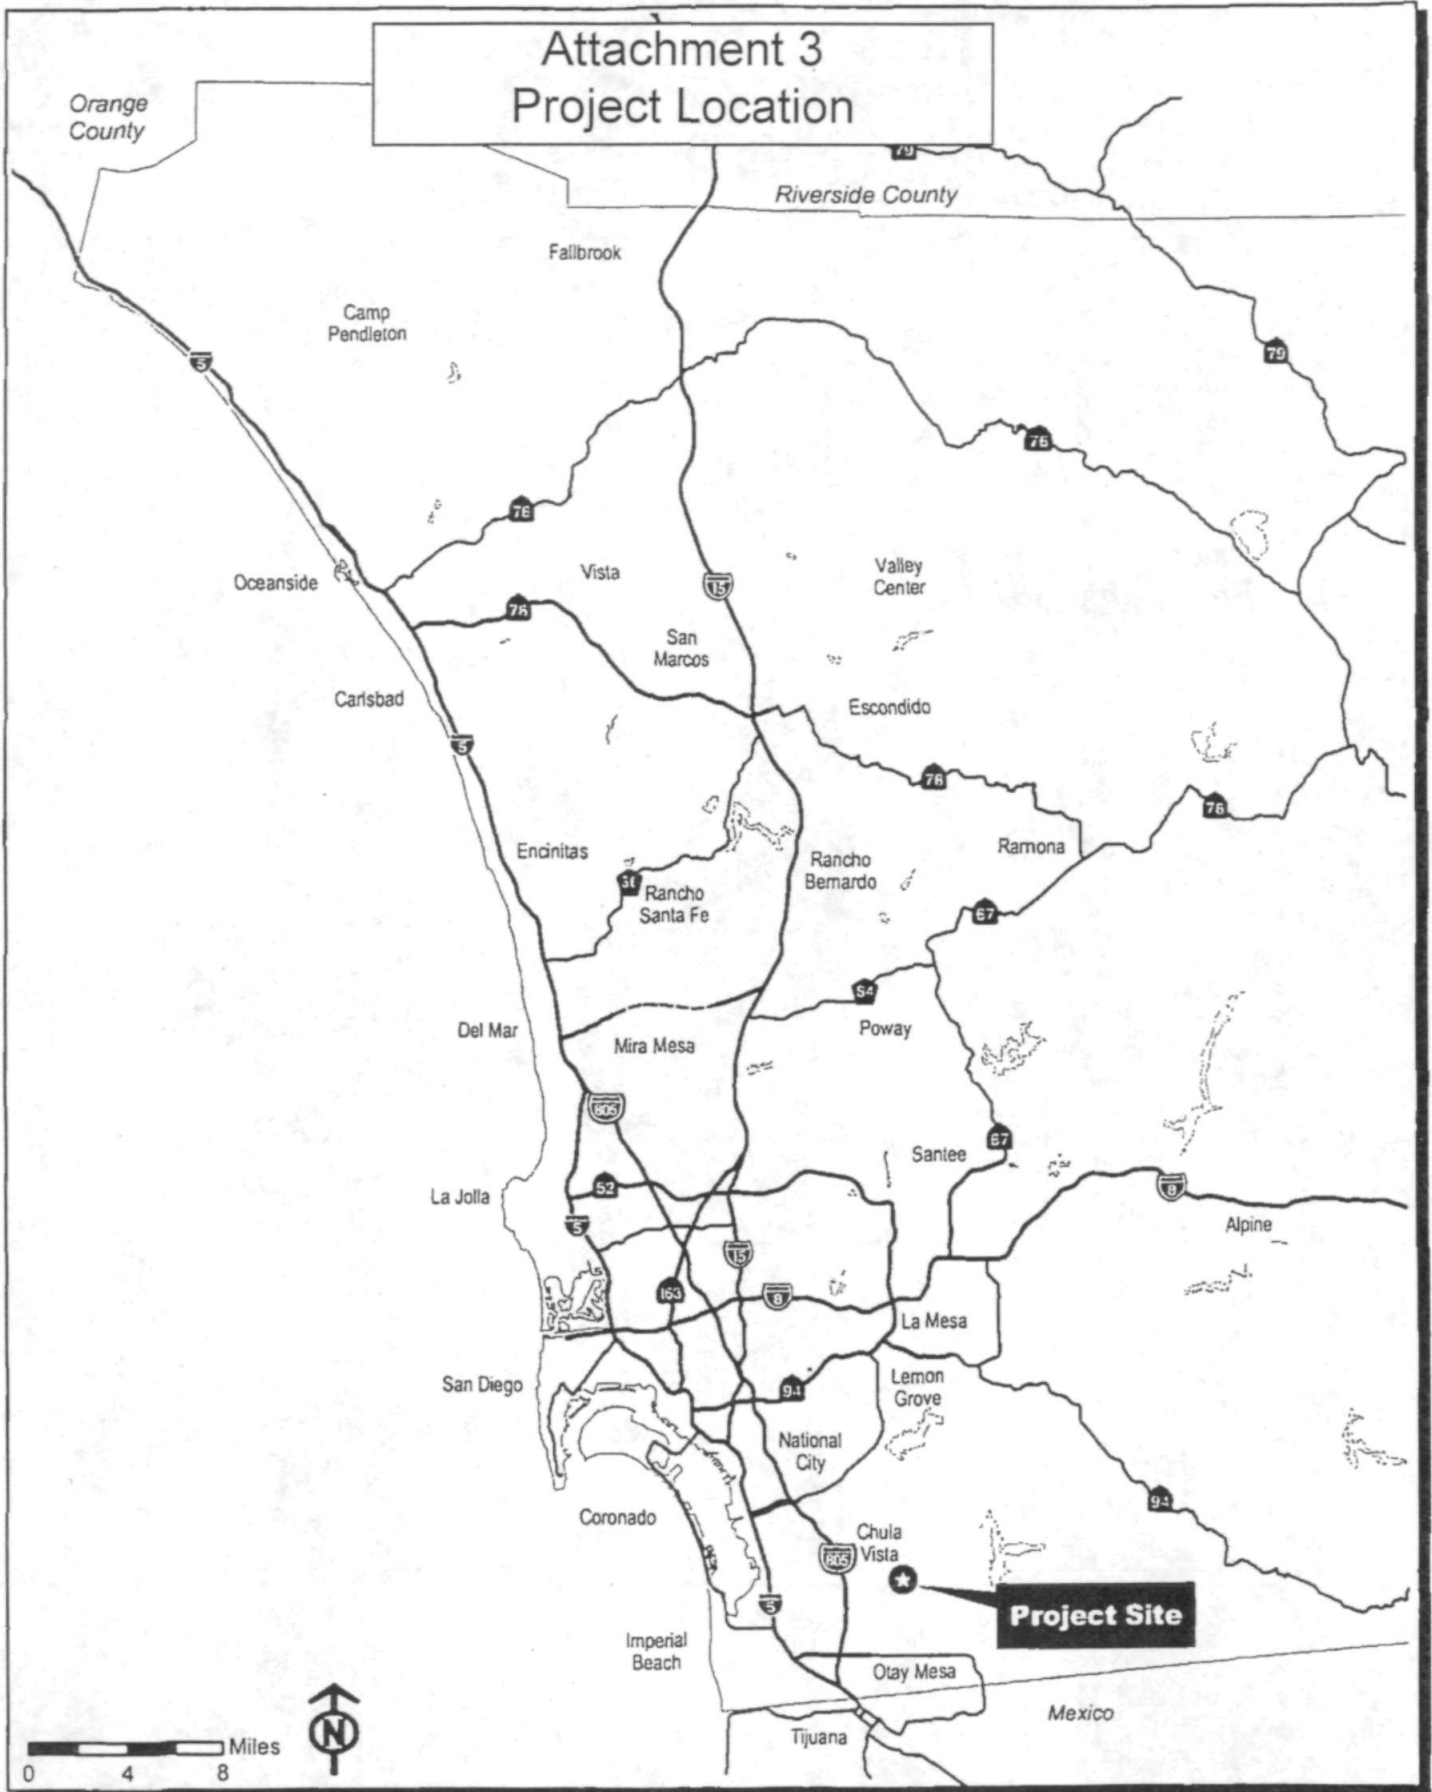 Attachment 3
Project Location
Orange
County
79
Riverside County
Fallbrook
Camp
Pendleton
5
79
76
76
Oceanside
Vista
15
Valley
Center
78
San
Marcos
Carlsbad
Escondido
5
78
78
Encinitas
Rancho
Bernardo
Ramona
Rancho
Santa Fe
67
S4
Del Mar
Mira Mesa
Poway
805
Santee
67
La Jolla
52
8
5
Alpine
15
163
8
La Mesa
San Diego
94
Lemon
Grove
National
City
94
Coronado
Chula
Vista
805
5
Project Site
Imperial
Beach
Otay Mesa
Mexico
N
Tijuana
Miles
0 4 8